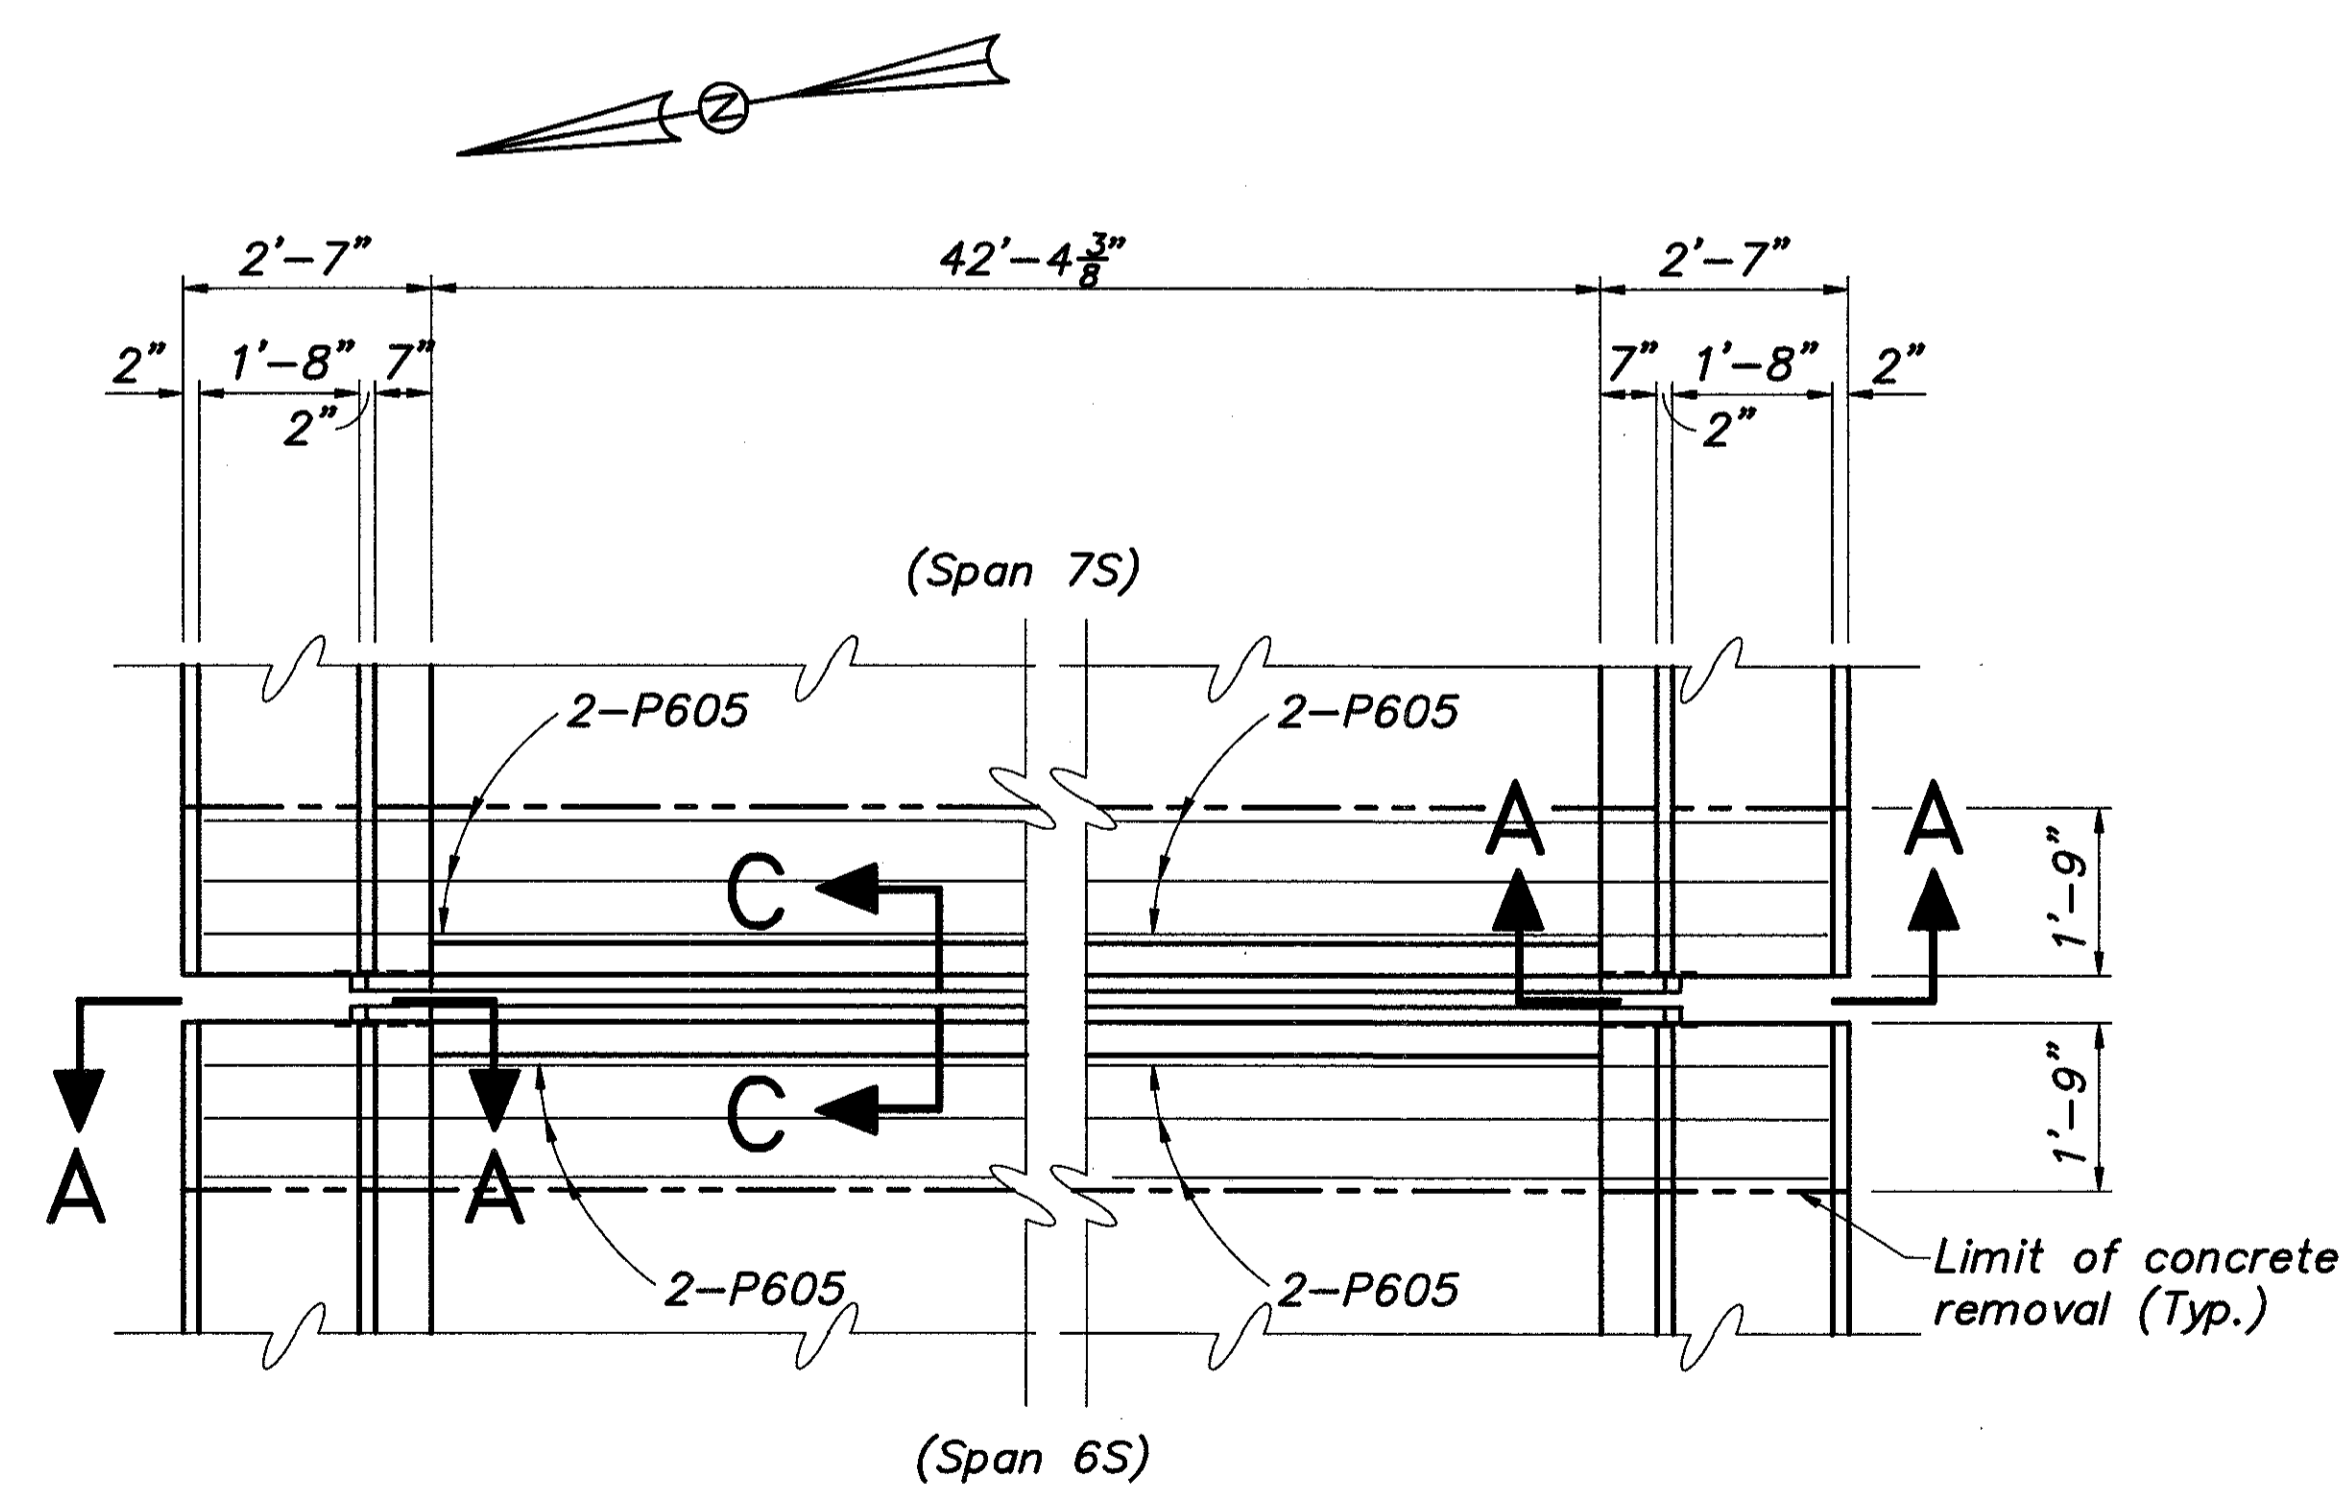 N
2'-7"
42'-4 3/8"
2'-7"
2"
1'-8"
7"
2"
7"
1'-8"
2"
2"
(Span 7S)
2-P605
2-P605
A
A
C
1'-9"
C
1'-9"
A
A
2-P605
2-P605
Limit of concrete
removal (Typ.)
(Span 6S)